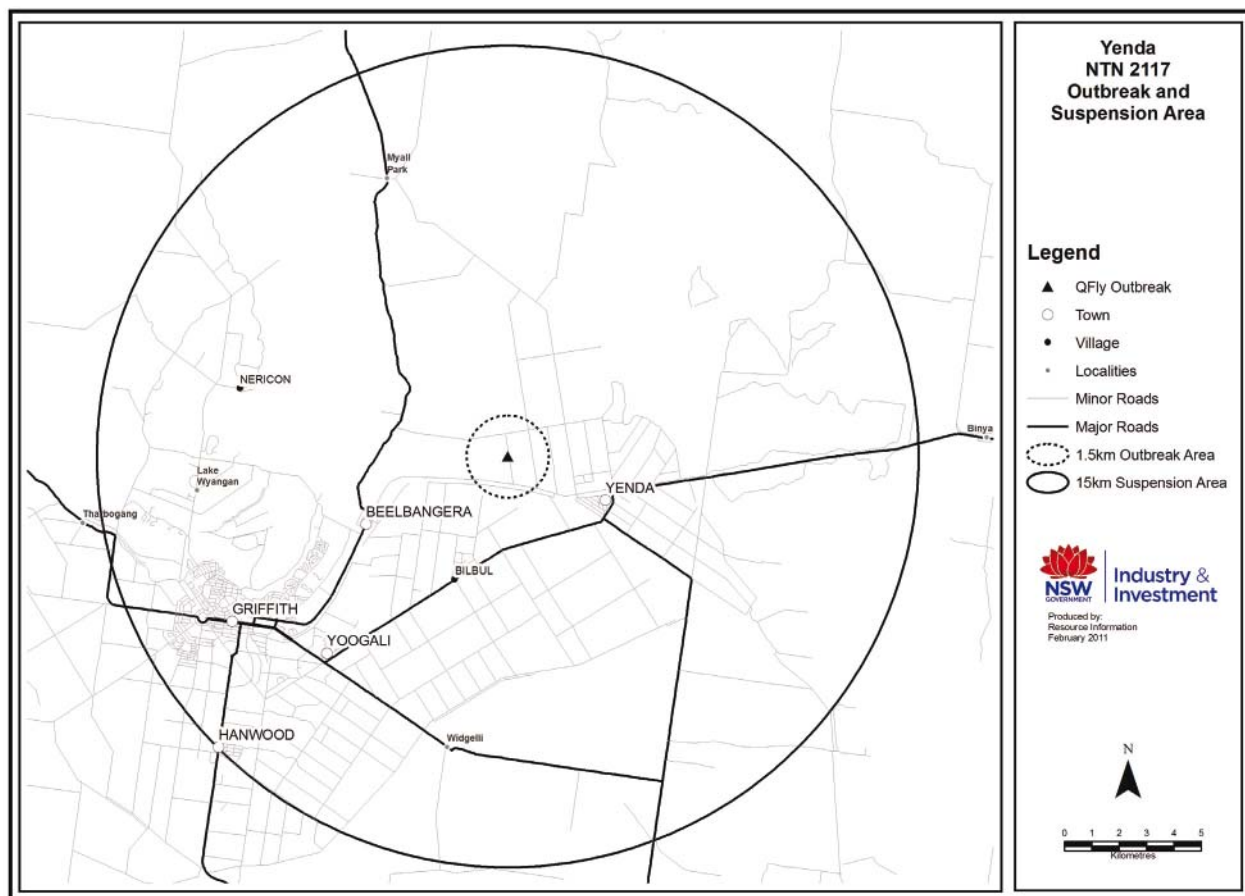 Yenda
NTN 2117
Outbreak and
Suspension Area
Myall
Park
NERICON
Lake
Wyangan
Binya
YENDA
BEELBANGERA
Tharbogang
BILBUL
GRIFFITH
YOOGALI
HANWOOD
Widgelli
Legend
QFly Outbreak
Town
Village
Localities
Minor Roads
Major Roads
1.5km Outbreak Area
15km Suspension Area
NSW
GOVERNMENT
Industry &
Investment
Produced by:
Resource Information
February 2011
N
0 1 2 3 4 5
Kilometres